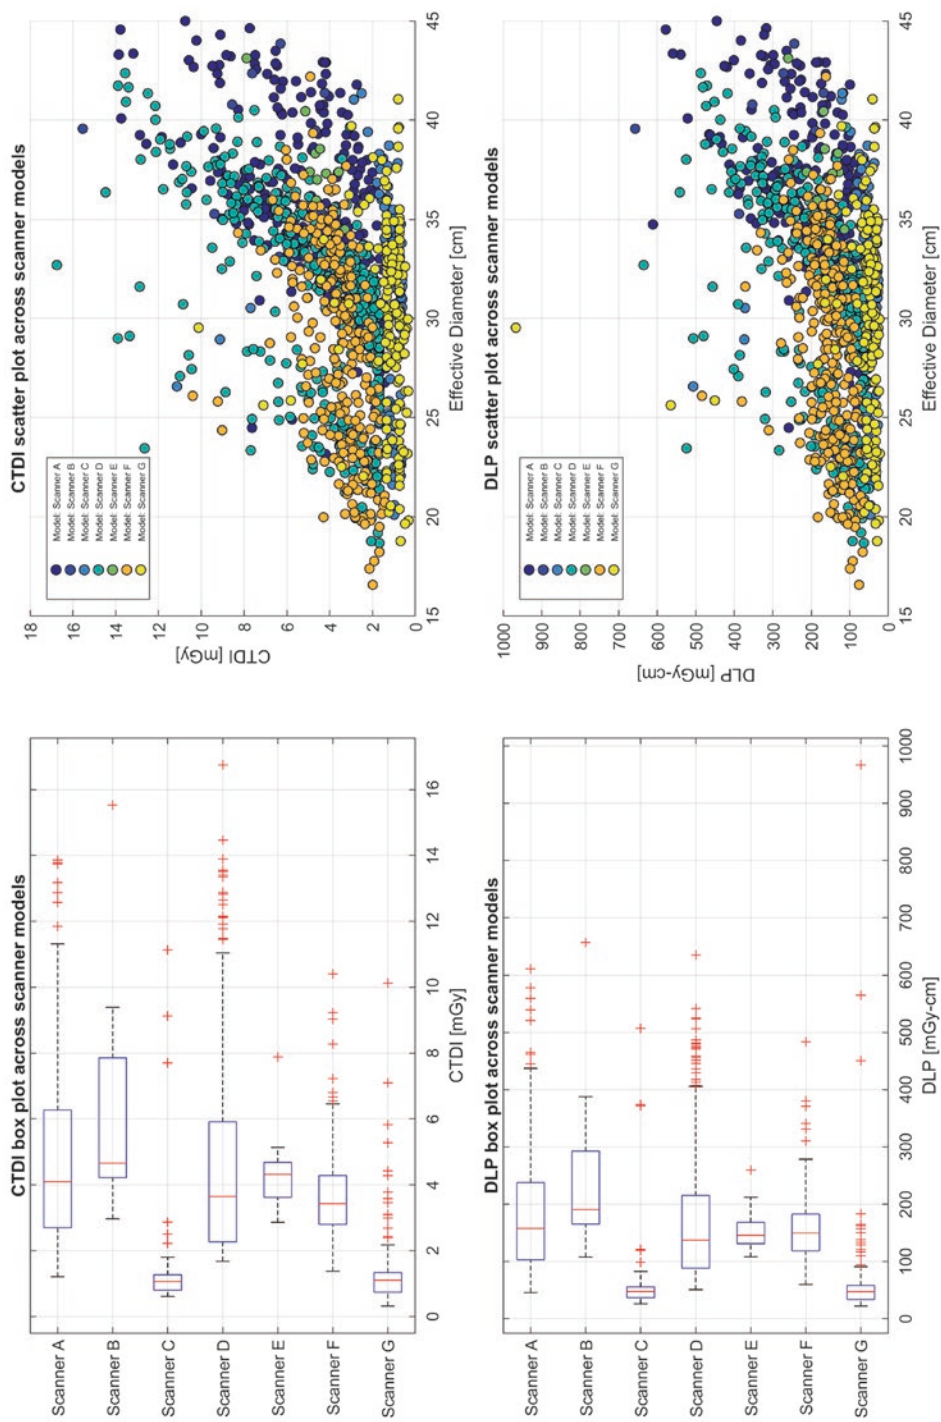 CTDI box plot across scanner models
Scanner A
Scanner B
Scanner C
Scanner D
Scanner E
Scanner F
Scanner G
0
2
4
6
8
10
12
14
16
CTDI [mGy]
CTDI scatter plot across scanner models
Model: Scanner A
Model: Scanner B
Model: Scanner C
Model: Scanner D
Model: Scanner E
Model: Scanner F
Model: Scanner G
18
16
14
12
10
8
6
4
2
0
CTDI [mGy]
15
20
25
30
35
40
45
Effective Diameter [cm]
DLP box plot across scanner models
Scanner A
Scanner B
Scanner C
Scanner D
Scanner E
Scanner F
Scanner G
0
100
200
300
400
500
600
700
800
900
1000
DLP [mGy-cm]
DLP scatter plot across scanner models
Model: Scanner A
Model: Scanner B
Model: Scanner C
Model: Scanner D
Model: Scanner E
Model: Scanner F
Model: Scanner G
1000
900
800
700
600
500
400
300
200
100
0
DLP [mGy-cm]
15
20
25
30
35
40
45
Effective Diameter [cm]